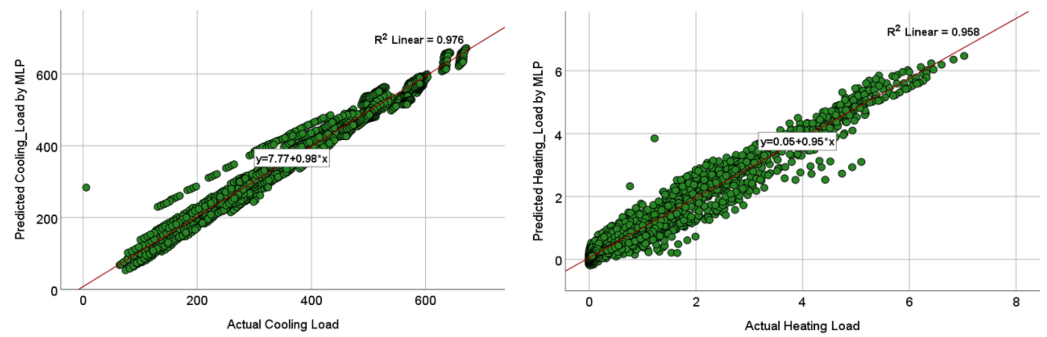 R² Linear = 0.976
Predicted Cooling_Load by MLP
600
400
200
0
y=7.77+0.98*x
0 200 400 600
Actual Cooling Load
R² Linear = 0.958
Predicted Heating_Load by MLP
6
4
2
0
y=0.05+0.95*x
0 2 4 6 8
Actual Heating Load